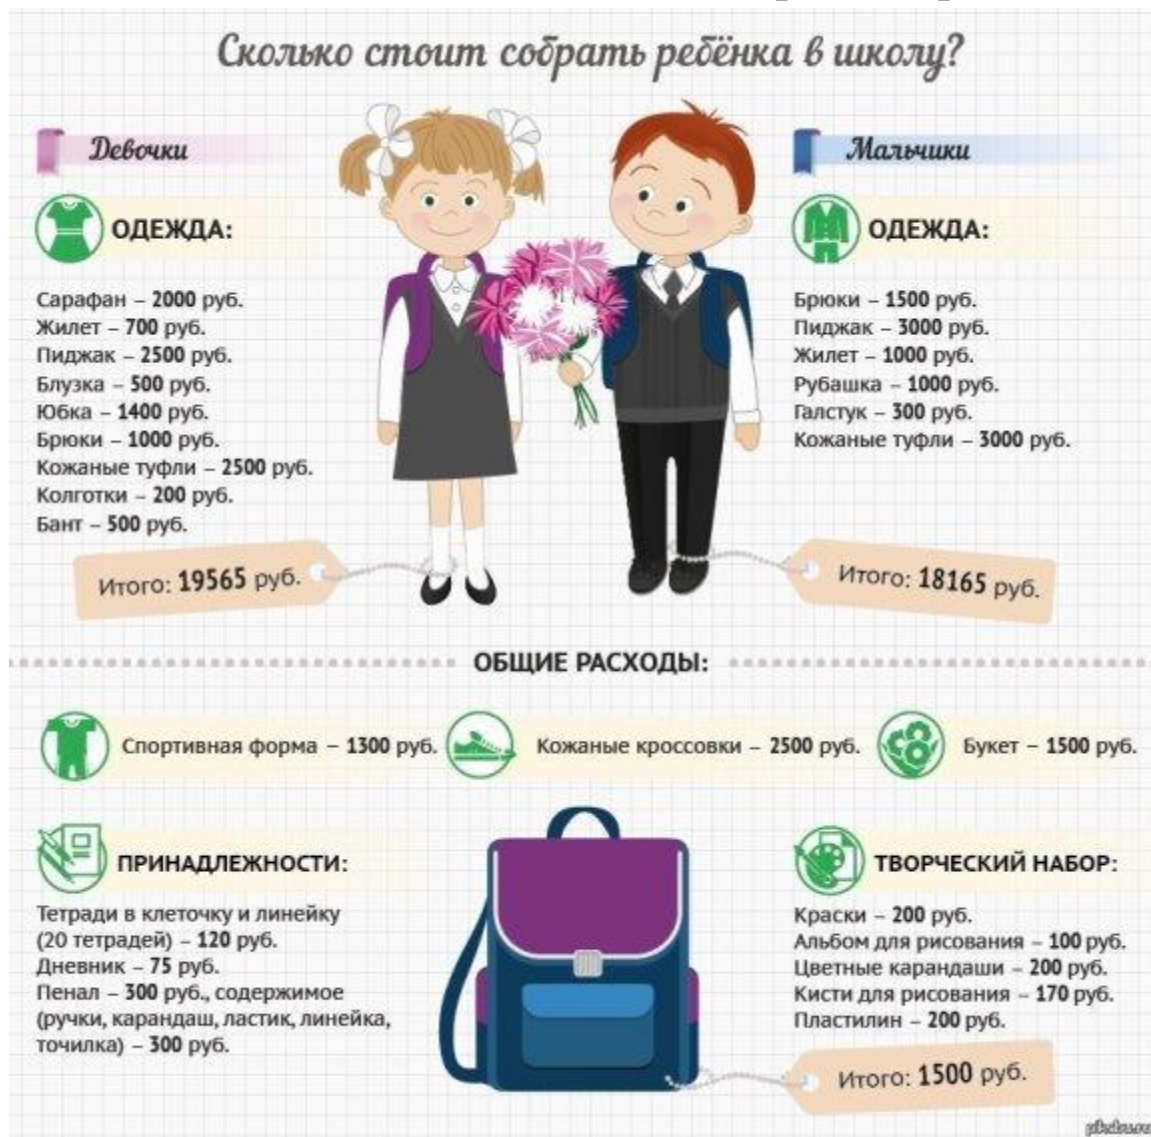 Сколько стоит собрать ребёнка в школу?
Девочки
ОДЕЖДА:
Сарафан – 2000 руб.
Жилет – 700 руб.
Пиджак – 2500 руб.
Блузка – 500 руб.
Юбка – 1400 руб.
Брюки – 1000 руб.
Кожаные туфли – 2500 руб.
Колготки – 200 руб.
Бант – 500 руб.
Итого: 19565 руб.
Мальчики
ОДЕЖДА:
Брюки – 1500 руб.
Пиджак – 3000 руб.
Жилет – 1000 руб.
Рубашка – 1000 руб.
Галстук – 300 руб.
Кожаные туфли – 3000 руб.
Итого: 18165 руб.
ОБЩИЕ РАСХОДЫ:
Спортивная форма – 1300 руб.
Кожаные кроссовки – 2500 руб.
Букет – 1500 руб.
ПРИНАДЛЕЖНОСТИ:
Тетради в клеточку и линейку
(20 тетрадей) – 120 руб.
Дневник – 75 руб.
Пенал – 300 руб., содержимое
(ручки, карандаш, ластик, линейка,
точилка) – 300 руб.
ТВОРЧЕСКИЙ НАБОР:
Краски – 200 руб.
Альбом для рисования – 100 руб.
Цветные карандаши – 200 руб.
Кисти для рисования – 170 руб.
Пластилин – 200 руб.
Итого: 1500 руб.
pikabu.ru